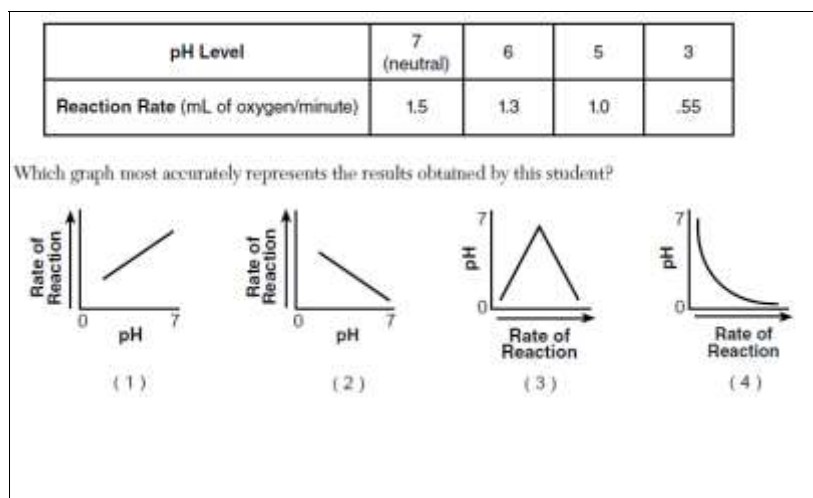 pH Level 7 (neutral) 6 5 3
Reaction Rate (mL of oxygen/minute) 1.5 1.3 1.0 .55
Which graph most accurately represents the results obtained by this student?
Rate of Reaction 0 7 pH
Rate of Reaction 0 7 pH
7 pH 0 Rate of Reaction
7 pH 0 Rate of Reaction
( 1 ) ( 2 ) ( 3 ) ( 4 )